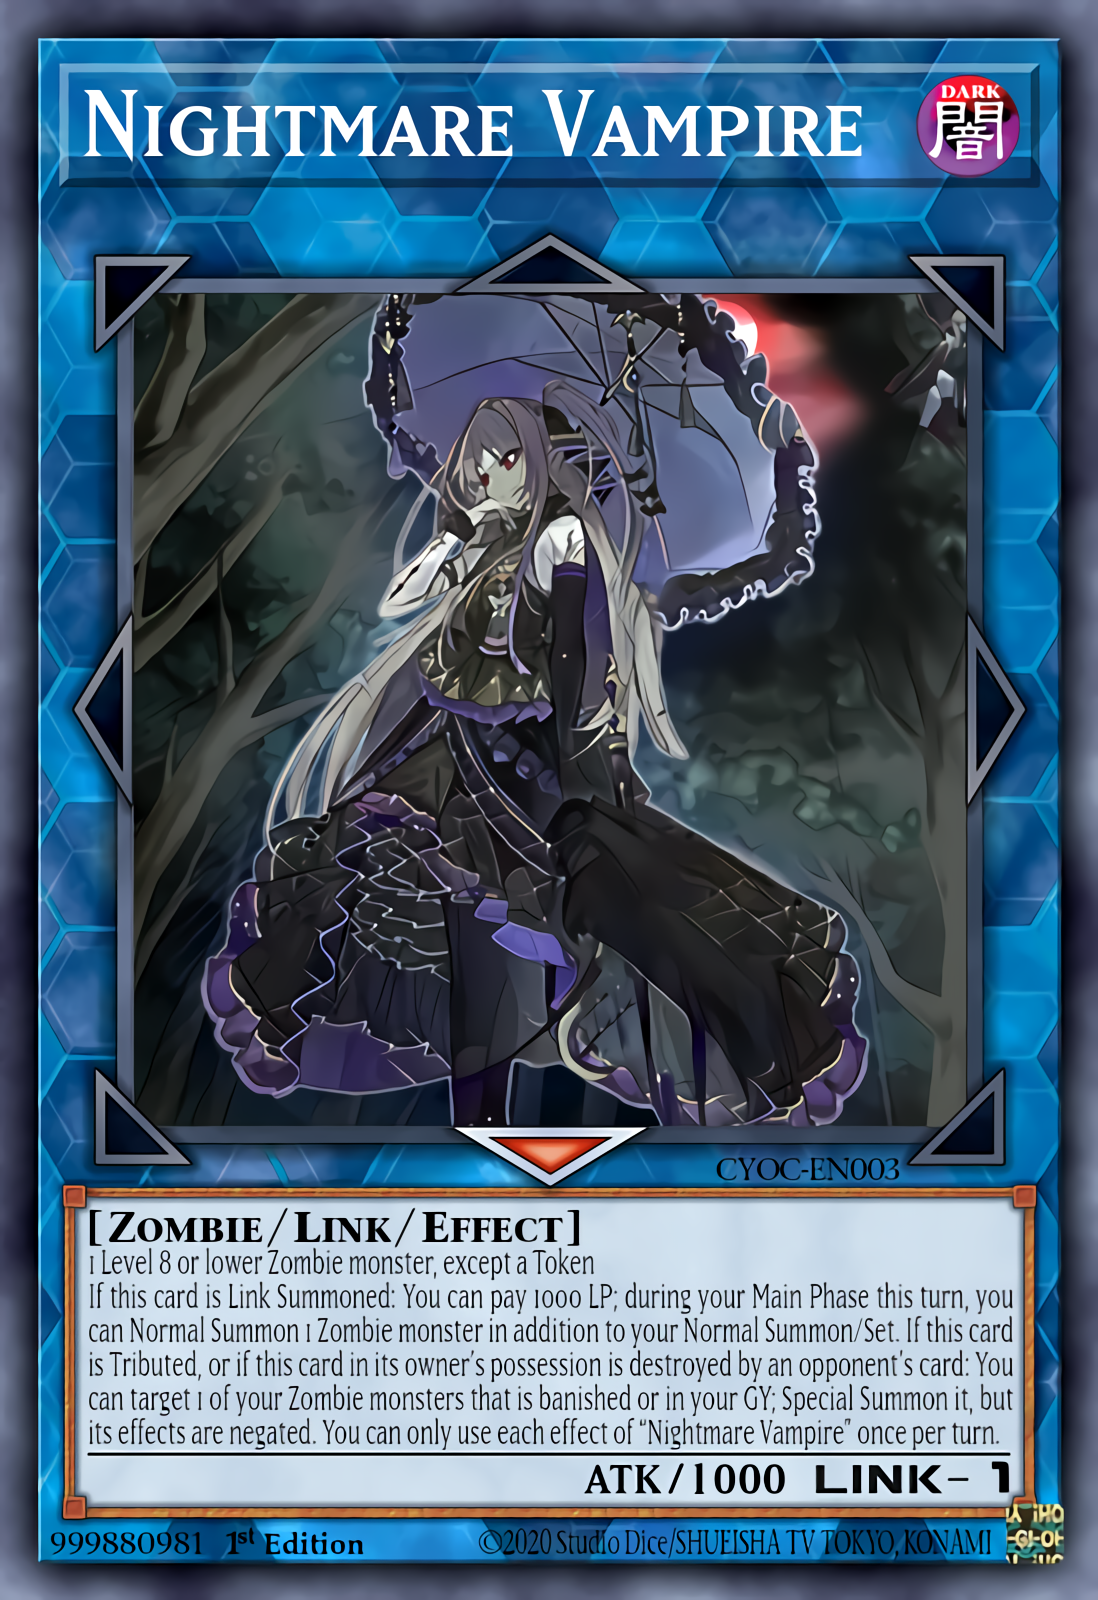 NIGHTMARE VAMPIRE
DARK
闇
CYOC-EN003
[ZOMBIE/LINK/EFFECT]
1 Level 8 or lower Zombie monster, except a Token
If this card is Link Summoned: You can pay 1000 LP; during your Main Phase this turn, you
can Normal Summon 1 Zombie monster in addition to your Normal Summon/Set. If this card
is Tributed, or if this card in its owner's possession is destroyed by an opponent's card: You
can target 1 of your Zombie monsters that is banished or in your GY; Special Summon it, but
its effects are negated. You can only use each effect of "Nightmare Vampire" once per turn.
ATK/1000 LINK-1
999880981 1st Edition ©2020 Studio Dice/SHUEISHA TV TOKYO, KONAMI